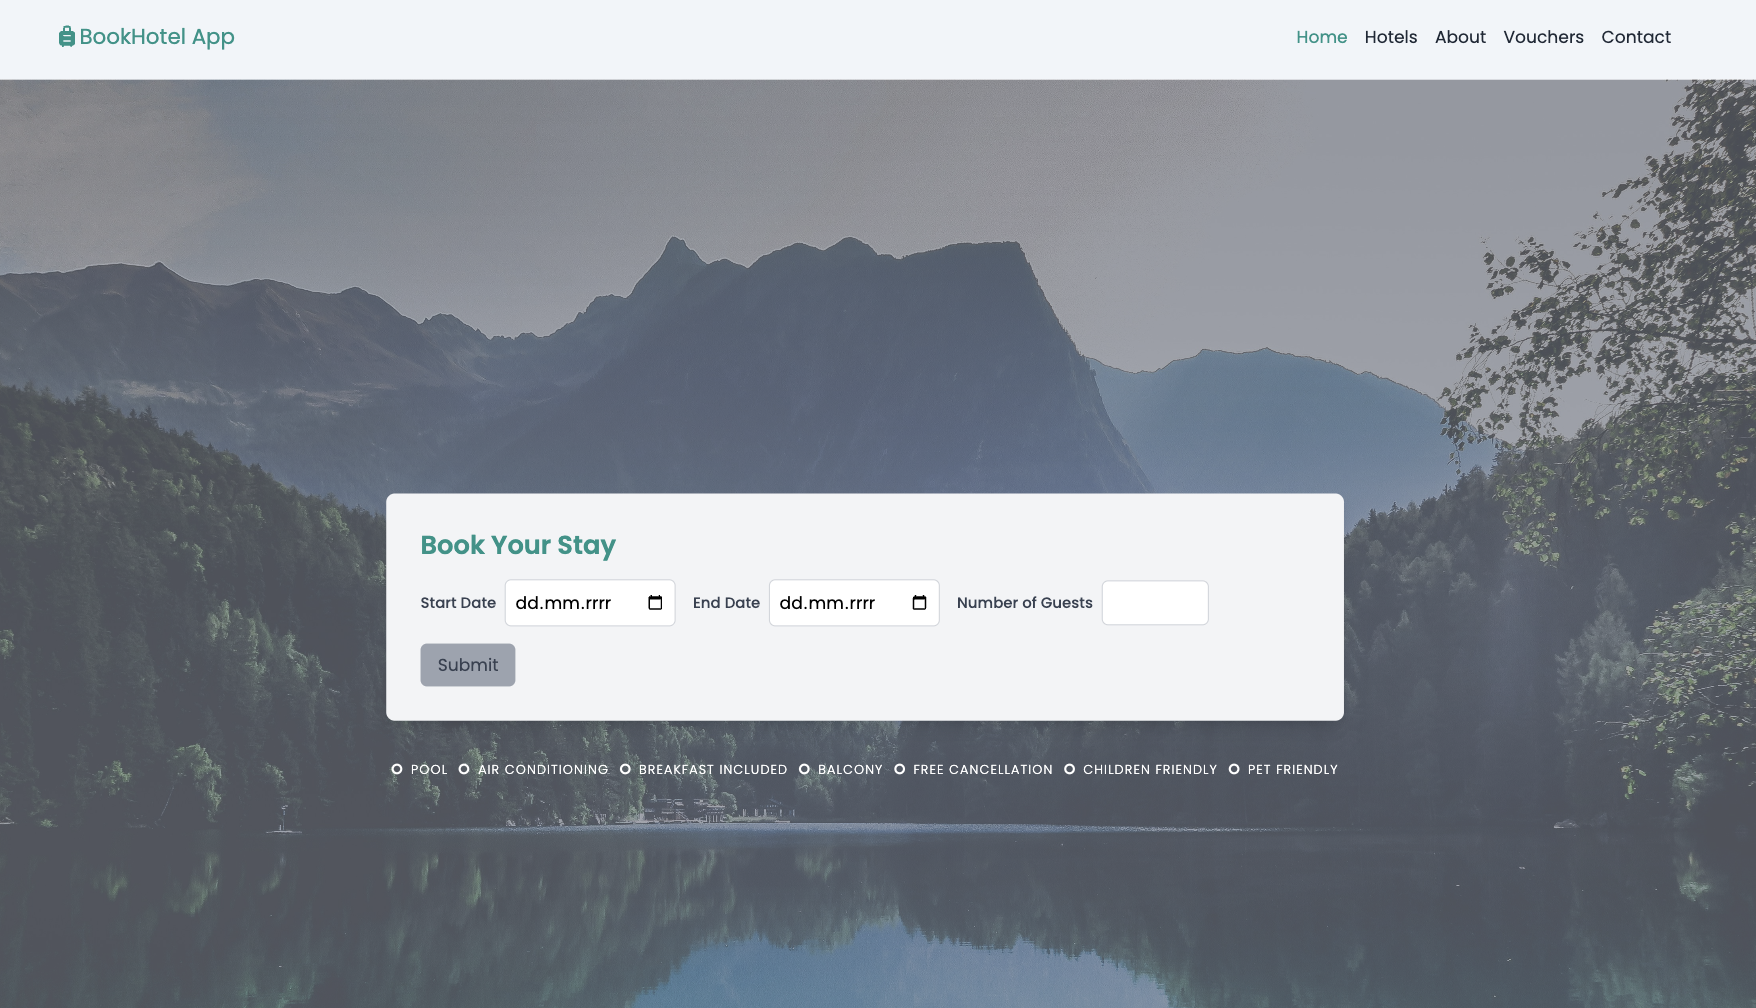 BookHotel App
Home Hotels About Vouchers Contact
Book Your Stay
Start Date dd.mm.rrrr End Date dd.mm.rrrr Number of Guests
Submit
POOL AIR CONDITIONING BREAKFAST INCLUDED BALCONY FREE CANCELLATION CHILDREN FRIENDLY PET FRIENDLY